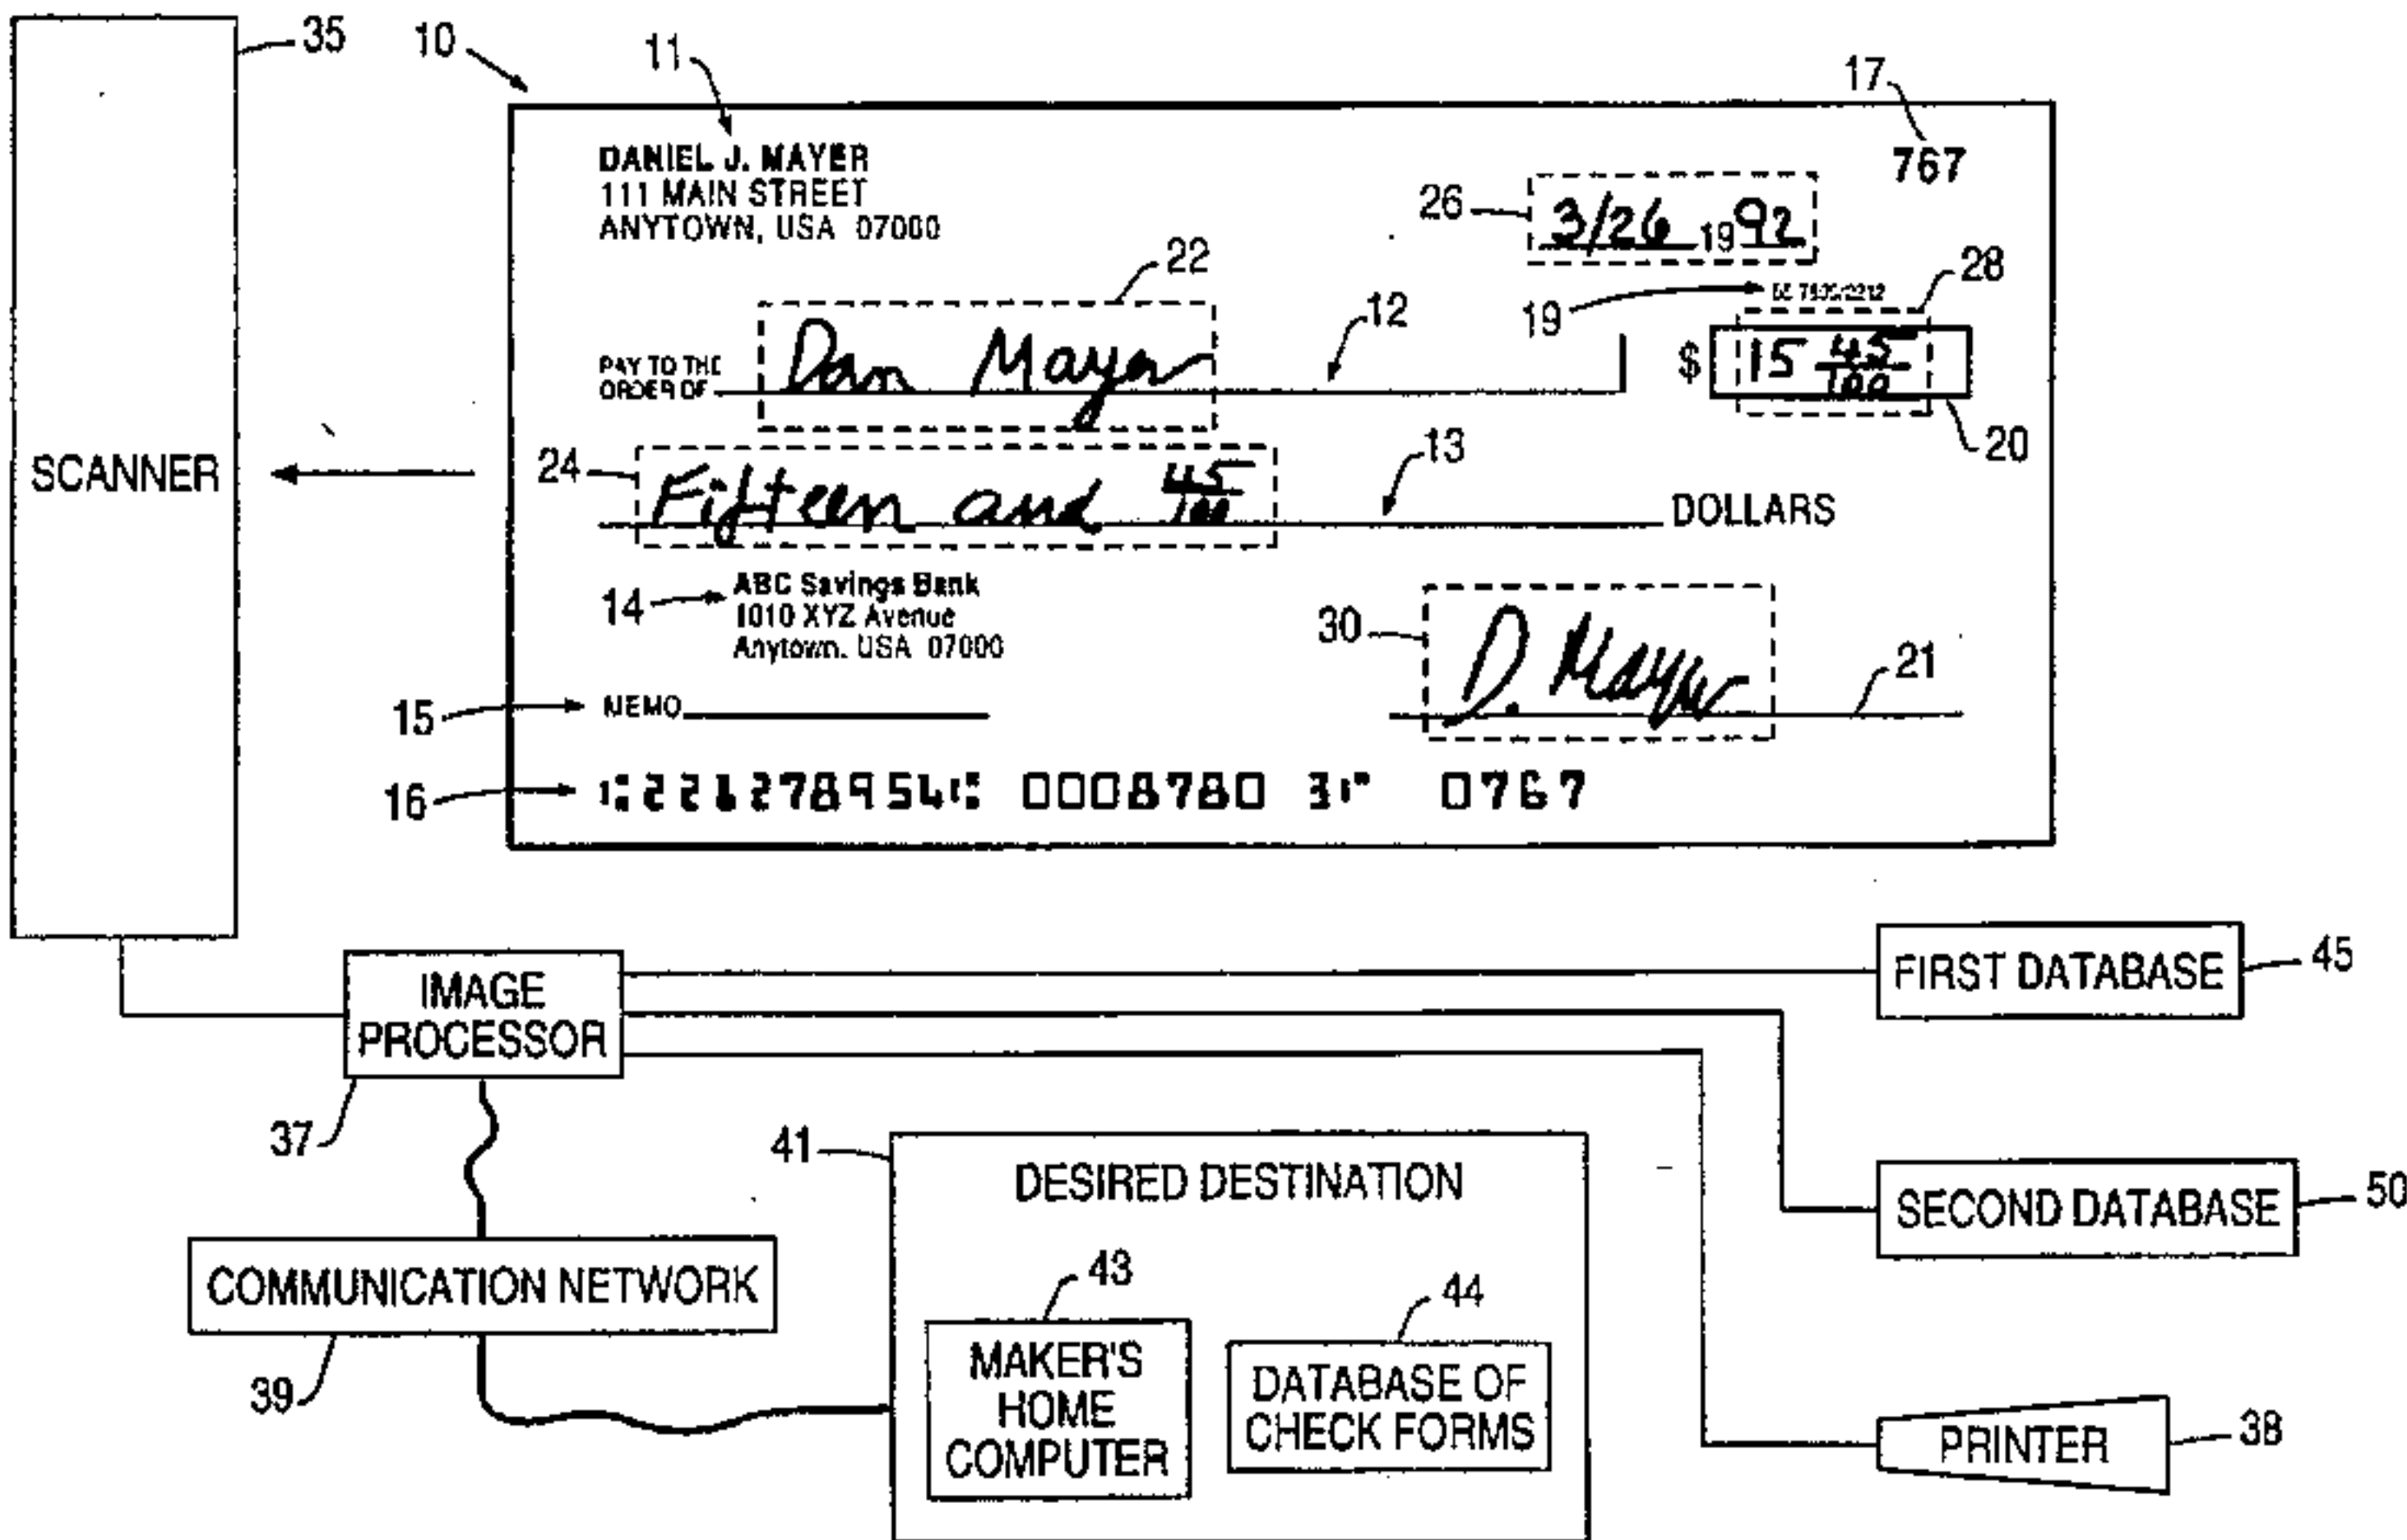 35
10
11
17
DANIEL J. MAYER
111 MAIN STREET
ANYTOWN, USA 07000
767
26
3/26 19 92
22
28
19
12
PAY TO THE
ORDER OF
Dan Mayer
$ 15 45/100
20
SCANNER
24
Fifteen and 45/100
13
DOLLARS
14
ABC Savings Bank
1010 XYZ Avenue
Anytown, USA 07000
30
D. Mayer
21
15
MEMO
16
0008780
0767
IMAGE
PROCESSOR
FIRST DATABASE
45
37
41
DESIRED DESTINATION
SECOND DATABASE
50
COMMUNICATION NETWORK
39
43
44
MAKER'S
HOME
COMPUTER
DATABASE OF
CHECK FORMS
PRINTER
38